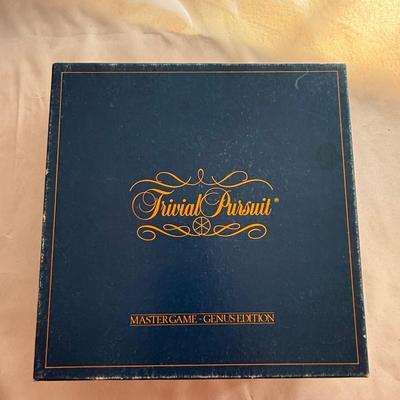 Trivial Pursuit®
MASTER GAME - GENUS EDITION